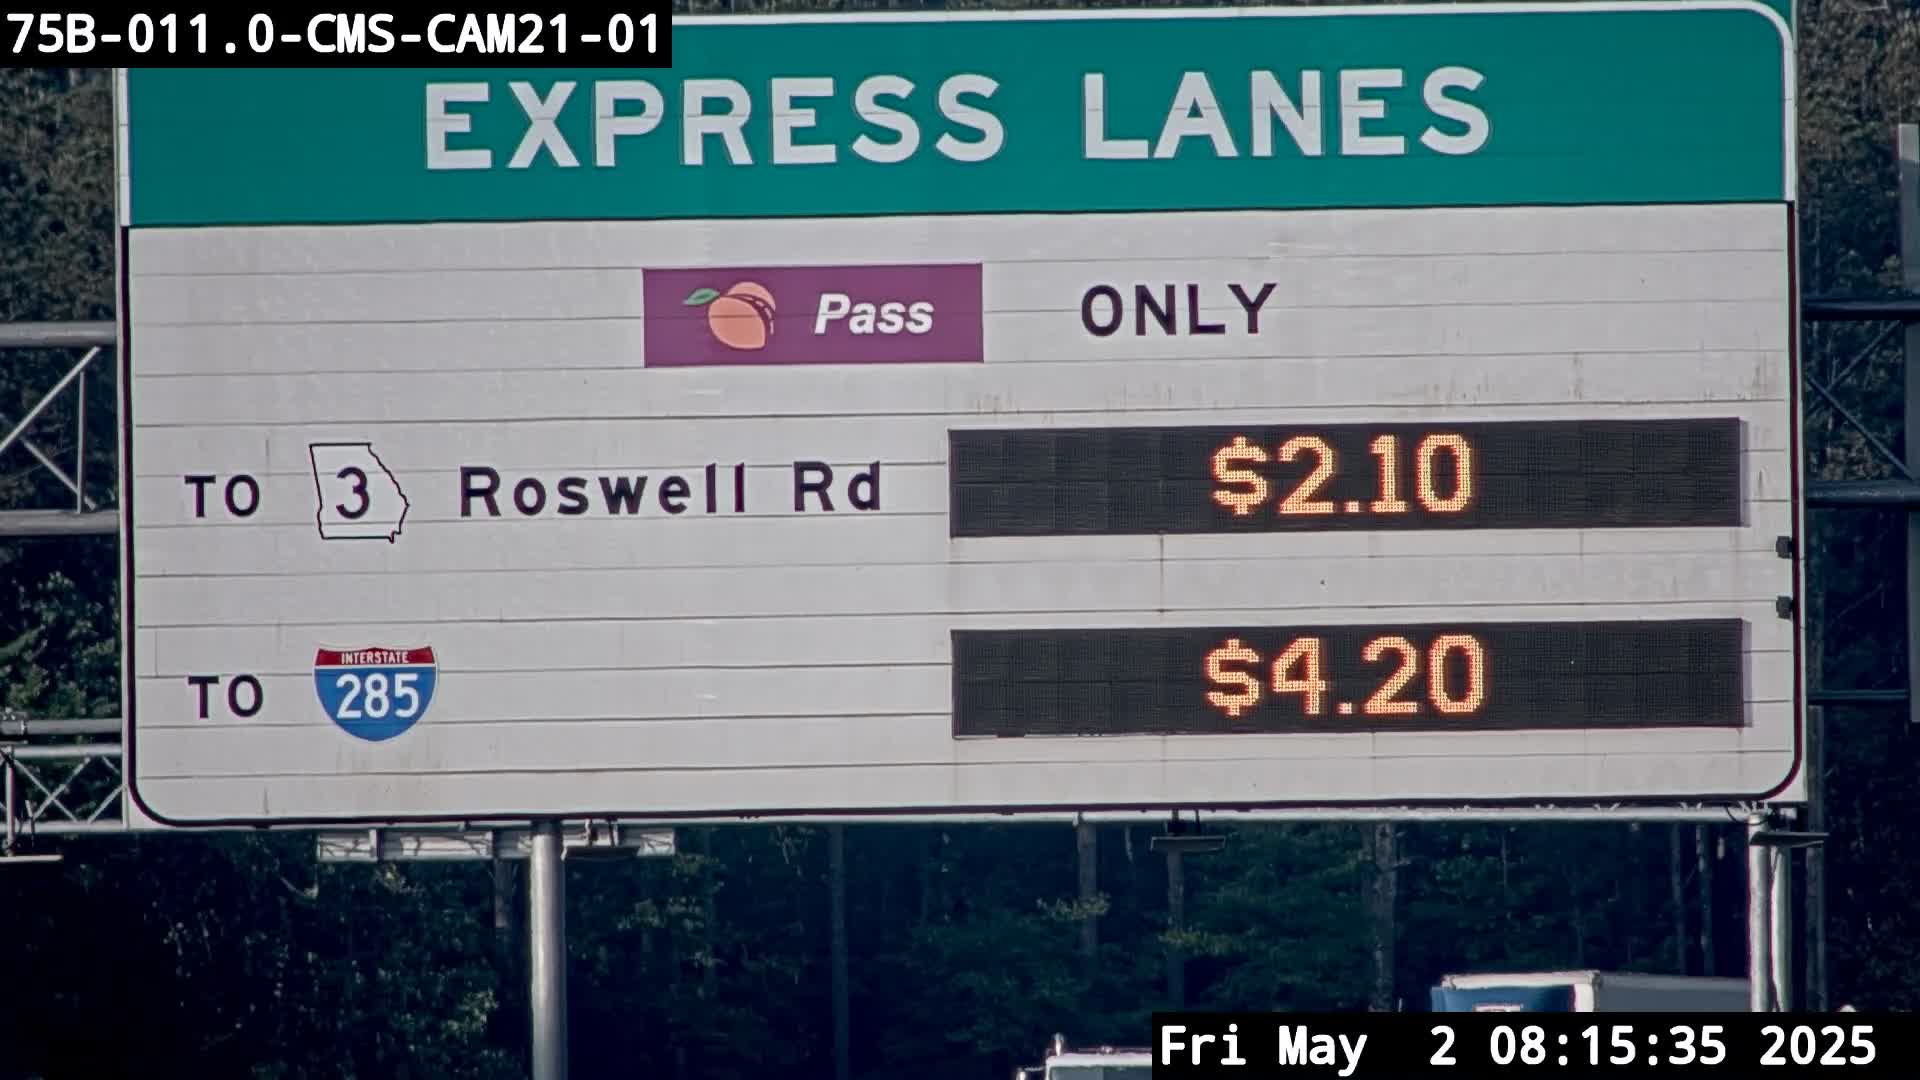 75B-011.0-CMS-CAM21-01
EXPRESS LANES
Pass ONLY
TO 3 Roswell Rd $2.10
INTERSTATE
TO 285 $4.20
Fri May  2 08:15:35 2025